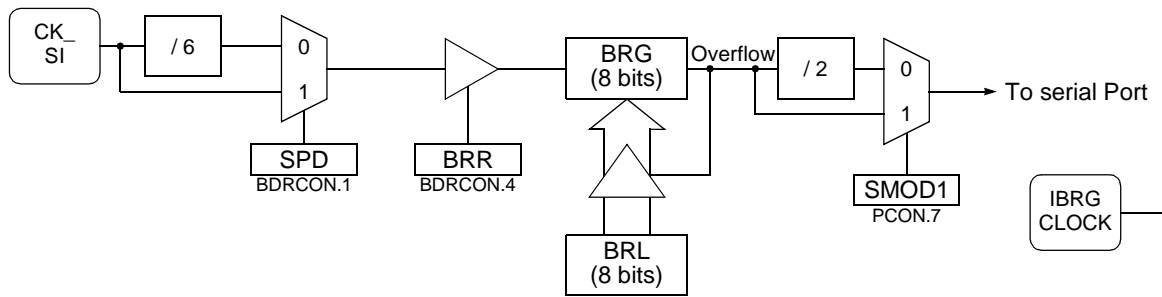 CK_
SI
/ 6
0
1
SPD
BDRCON.1
BRR
BDRCON.4
BRG
(8 bits)
Overflow
BRL
(8 bits)
/ 2
0
1
SMOD1
PCON.7
To serial Port
IBRG
CLOCK